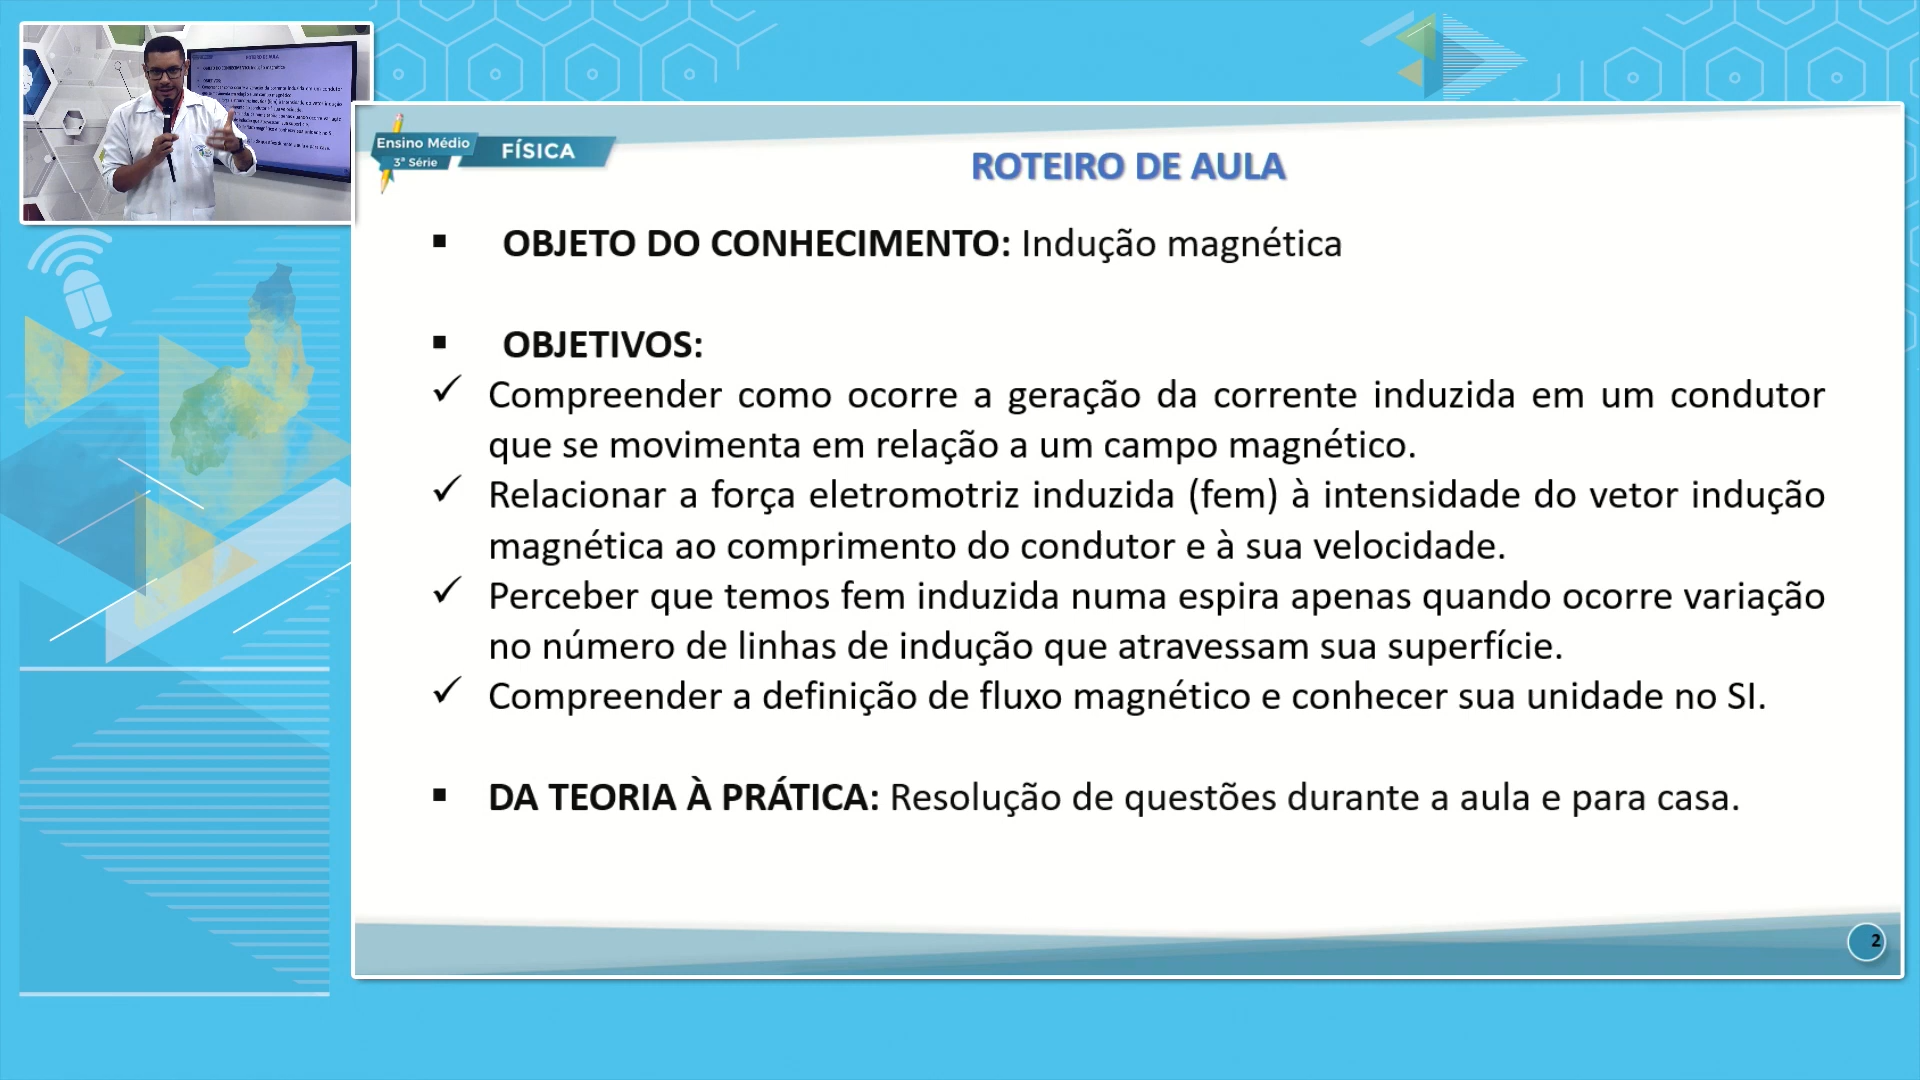 Ensino Médio
3ª Série
FÍSICA
ROTEIRO DE AULA
▪ OBJETO DO CONHECIMENTO: Indução magnética
▪ OBJETIVOS:
✓ Compreender como ocorre a geração da corrente induzida em um condutor
que se movimenta em relação a um campo magnético.
✓ Relacionar a força eletromotriz induzida (fem) à intensidade do vetor indução
magnética ao comprimento do condutor e à sua velocidade.
✓ Perceber que temos fem induzida numa espira apenas quando ocorre variação
no número de linhas de indução que atravessam sua superfície.
✓ Compreender a definição de fluxo magnético e conhecer sua unidade no SI.
▪ DA TEORIA À PRÁTICA: Resolução de questões durante a aula e para casa.
2